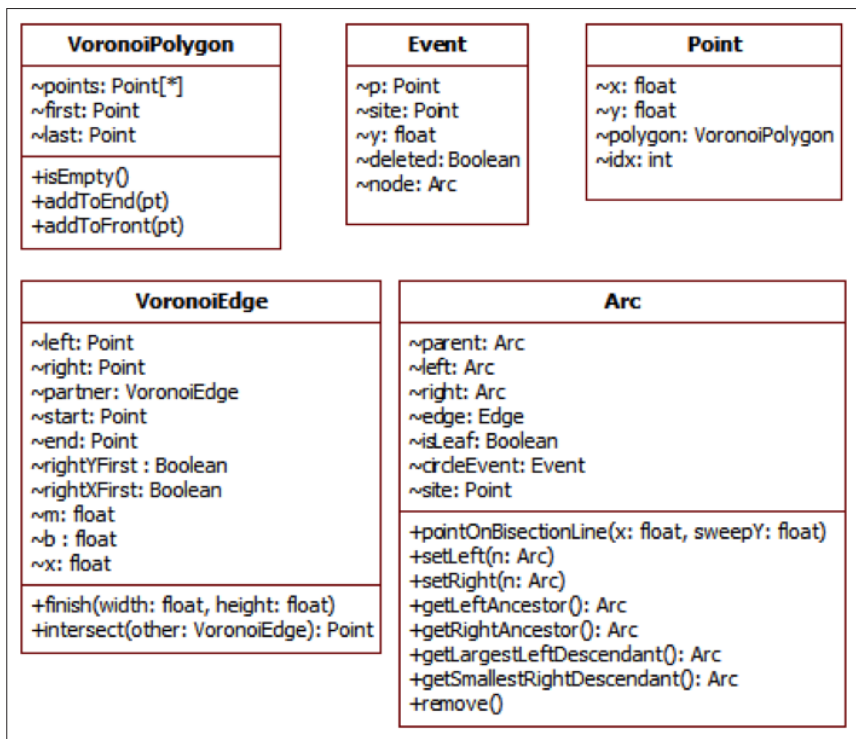 VoronoiPolygon
~points: Point[*]
~first: Point
~last: Point
+isEmpty()
+addToEnd(pt)
+addToFront(pt)
Event
~p: Point
~site: Point
~y: float
~deleted: Boolean
~node: Arc
Point
~x: float
~y: float
~polygon: VoronoiPolygon
~idx: int
VoronoiEdge
~left: Point
~right: Point
~partner: VoronoiEdge
~start: Point
~end: Point
~rightYFirst : Boolean
~rightXFirst: Boolean
~m: float
~b : float
~x: float
+finish(width: float, height: float)
+intersect(other: VoronoiEdge): Point
Arc
~parent: Arc
~left: Arc
~right: Arc
~edge: Edge
~isLeaf: Boolean
~circleEvent: Event
~site: Point
+pointOnBisectionLine(x: float, sweepY: float)
+setLeft(n: Arc)
+setRight(n: Arc)
+getLeftAncestor(): Arc
+getRightAncestor(): Arc
+getLargestLeftDescendant(): Arc
+getSmallestRightDescendant(): Arc
+remove()